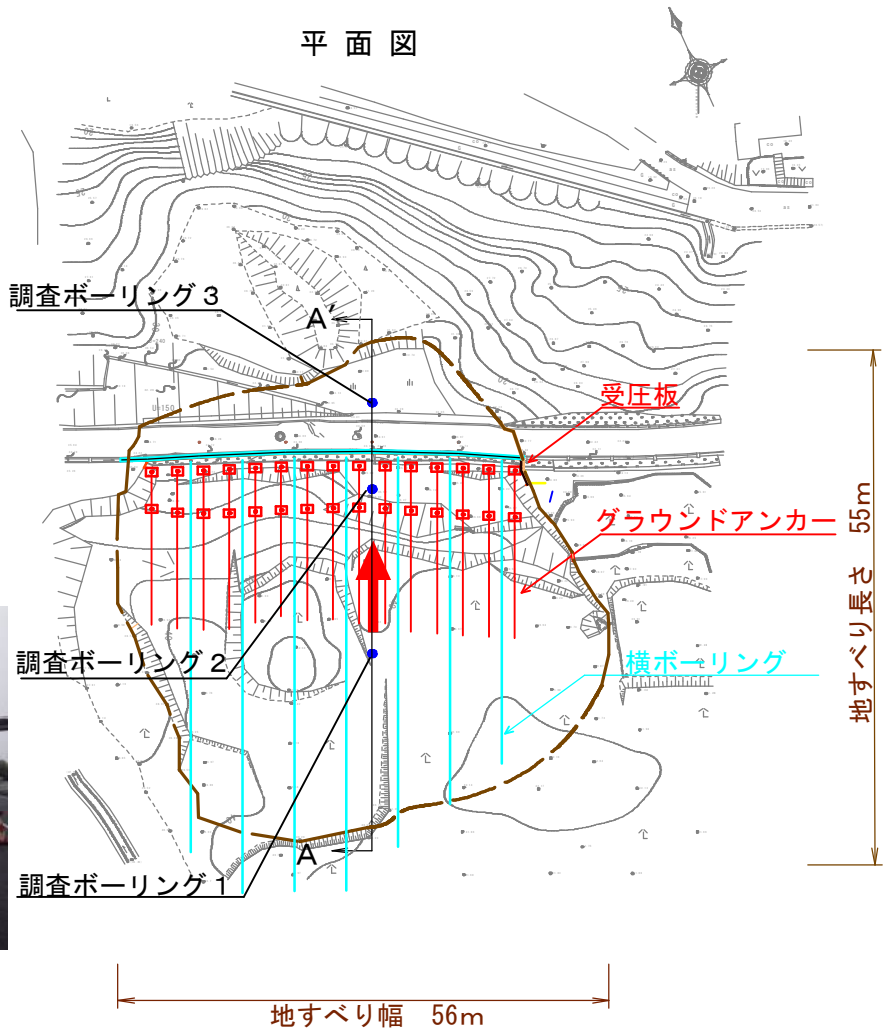 平面図
調査ボーリング3
A′
受圧板
U-150
グラウンドアンカー
地すべり長さ 55m
調査ボーリング2
横ボーリング
A
調査ボーリング1
地すべり幅 56m